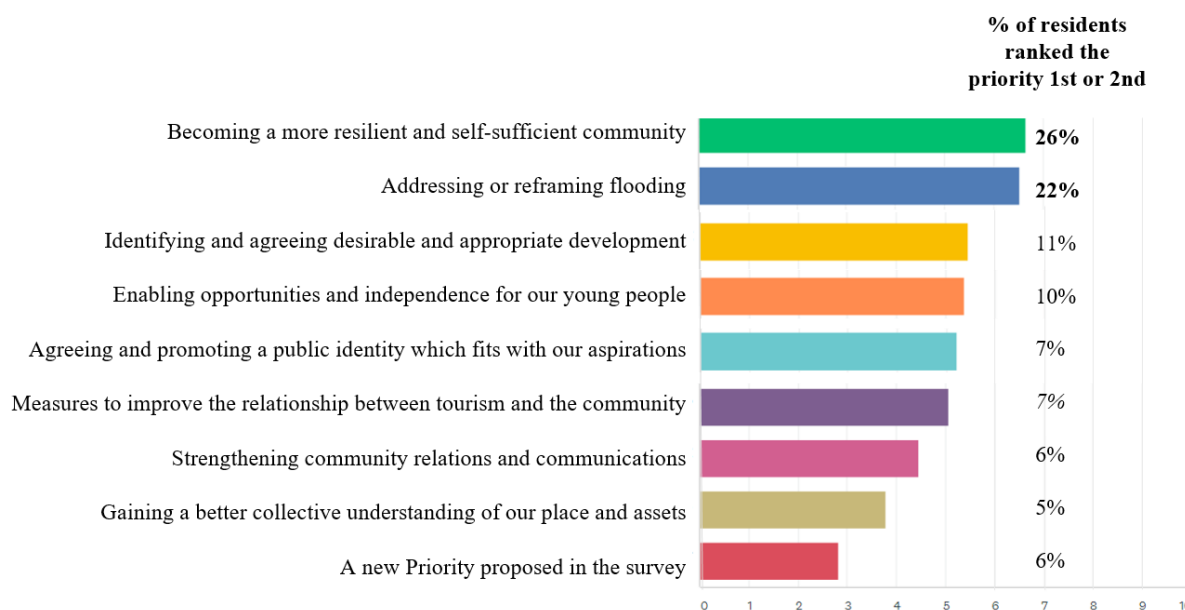 % of residents
ranked the
priority 1st or 2nd
Becoming a more resilient and self-sufficient community 26%
Addressing or reframing flooding 22%
Identifying and agreeing desirable and appropriate development 11%
Enabling opportunities and independence for our young people 10%
Agreeing and promoting a public identity which fits with our aspirations 7%
Measures to improve the relationship between tourism and the community 7%
Strengthening community relations and communications 6%
Gaining a better collective understanding of our place and assets 5%
A new Priority proposed in the survey 6%
0 1 2 3 4 5 6 7 8 9 10